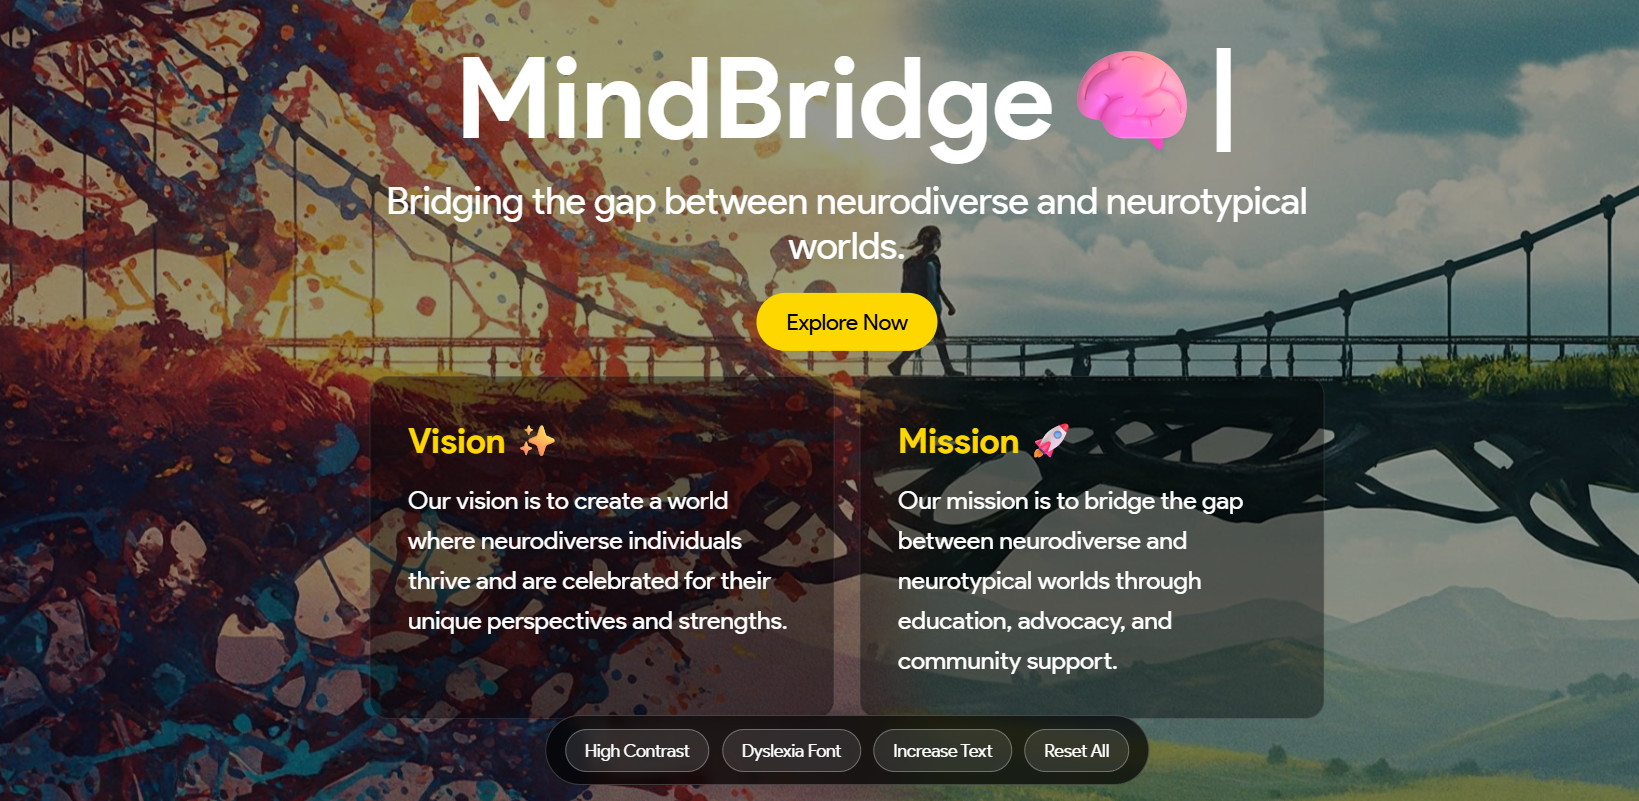 MindBridge 🧠 |
Bridging the gap between neurodiverse and neurotypical
worlds.
Explore Now
Vision ✨
Our vision is to create a world
where neurodiverse individuals
thrive and are celebrated for their
unique perspectives and strengths.
Mission 🚀
Our mission is to bridge the gap
between neurodiverse and
neurotypical worlds through
education, advocacy, and
community support.
High Contrast
Dyslexia Font
Increase Text
Reset All